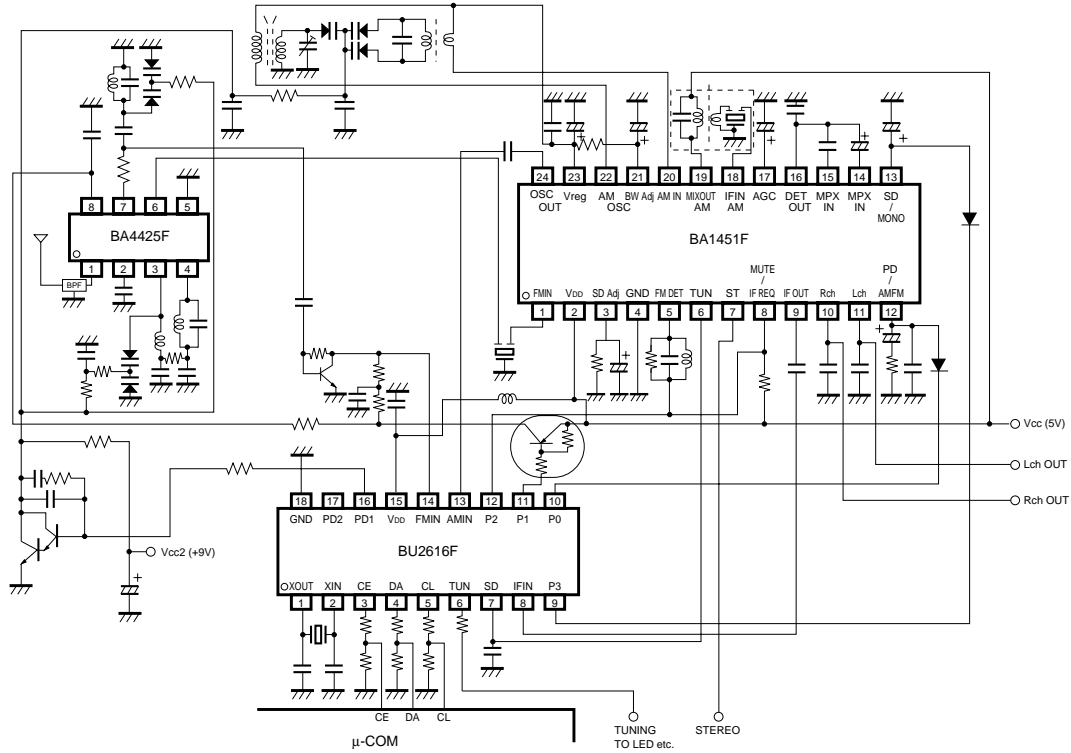 24 23 22 21 20 19 18 17 16 15 14 13
OSC OUT Vreg AM OSC BW Adj AM IN MIXOUT AM IFIN AM AGC DET OUT MPX IN MPX IN SD / MONO
BA1451F
FMIN VDD SD Adj GND FM DET TUN ST MUTE / IF REQ IF OUT Rch Lch PD / AMFM
1 2 3 4 5 6 7 8 9 10 11 12
8 7 6 5
BA4425F
1 2 3 4
BPF
Vcc (5V)
Lch OUT
Rch OUT
Vcc2 (+9V)
18 17 16 15 14 13 12 11 10
GND PD2 PD1 VDD FMIN AMIN P2 P1 P0
BU2616F
XOUT XIN CE DA CL TUN SD IFIN P3
1 2 3 4 5 6 7 8 9
CE DA CL
μ-COM
TUNING
TO LED etc.
STEREO
+
+
+
+
+
+
+
+